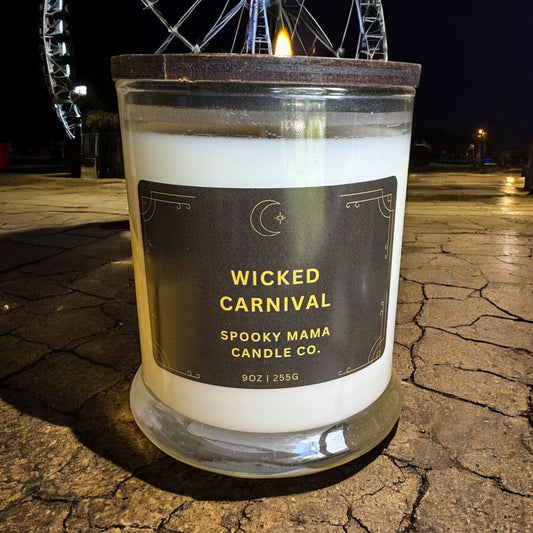 WICKED
CARNIVAL
SPOOKY MAMA
CANDLE CO.
9OZ | 255G